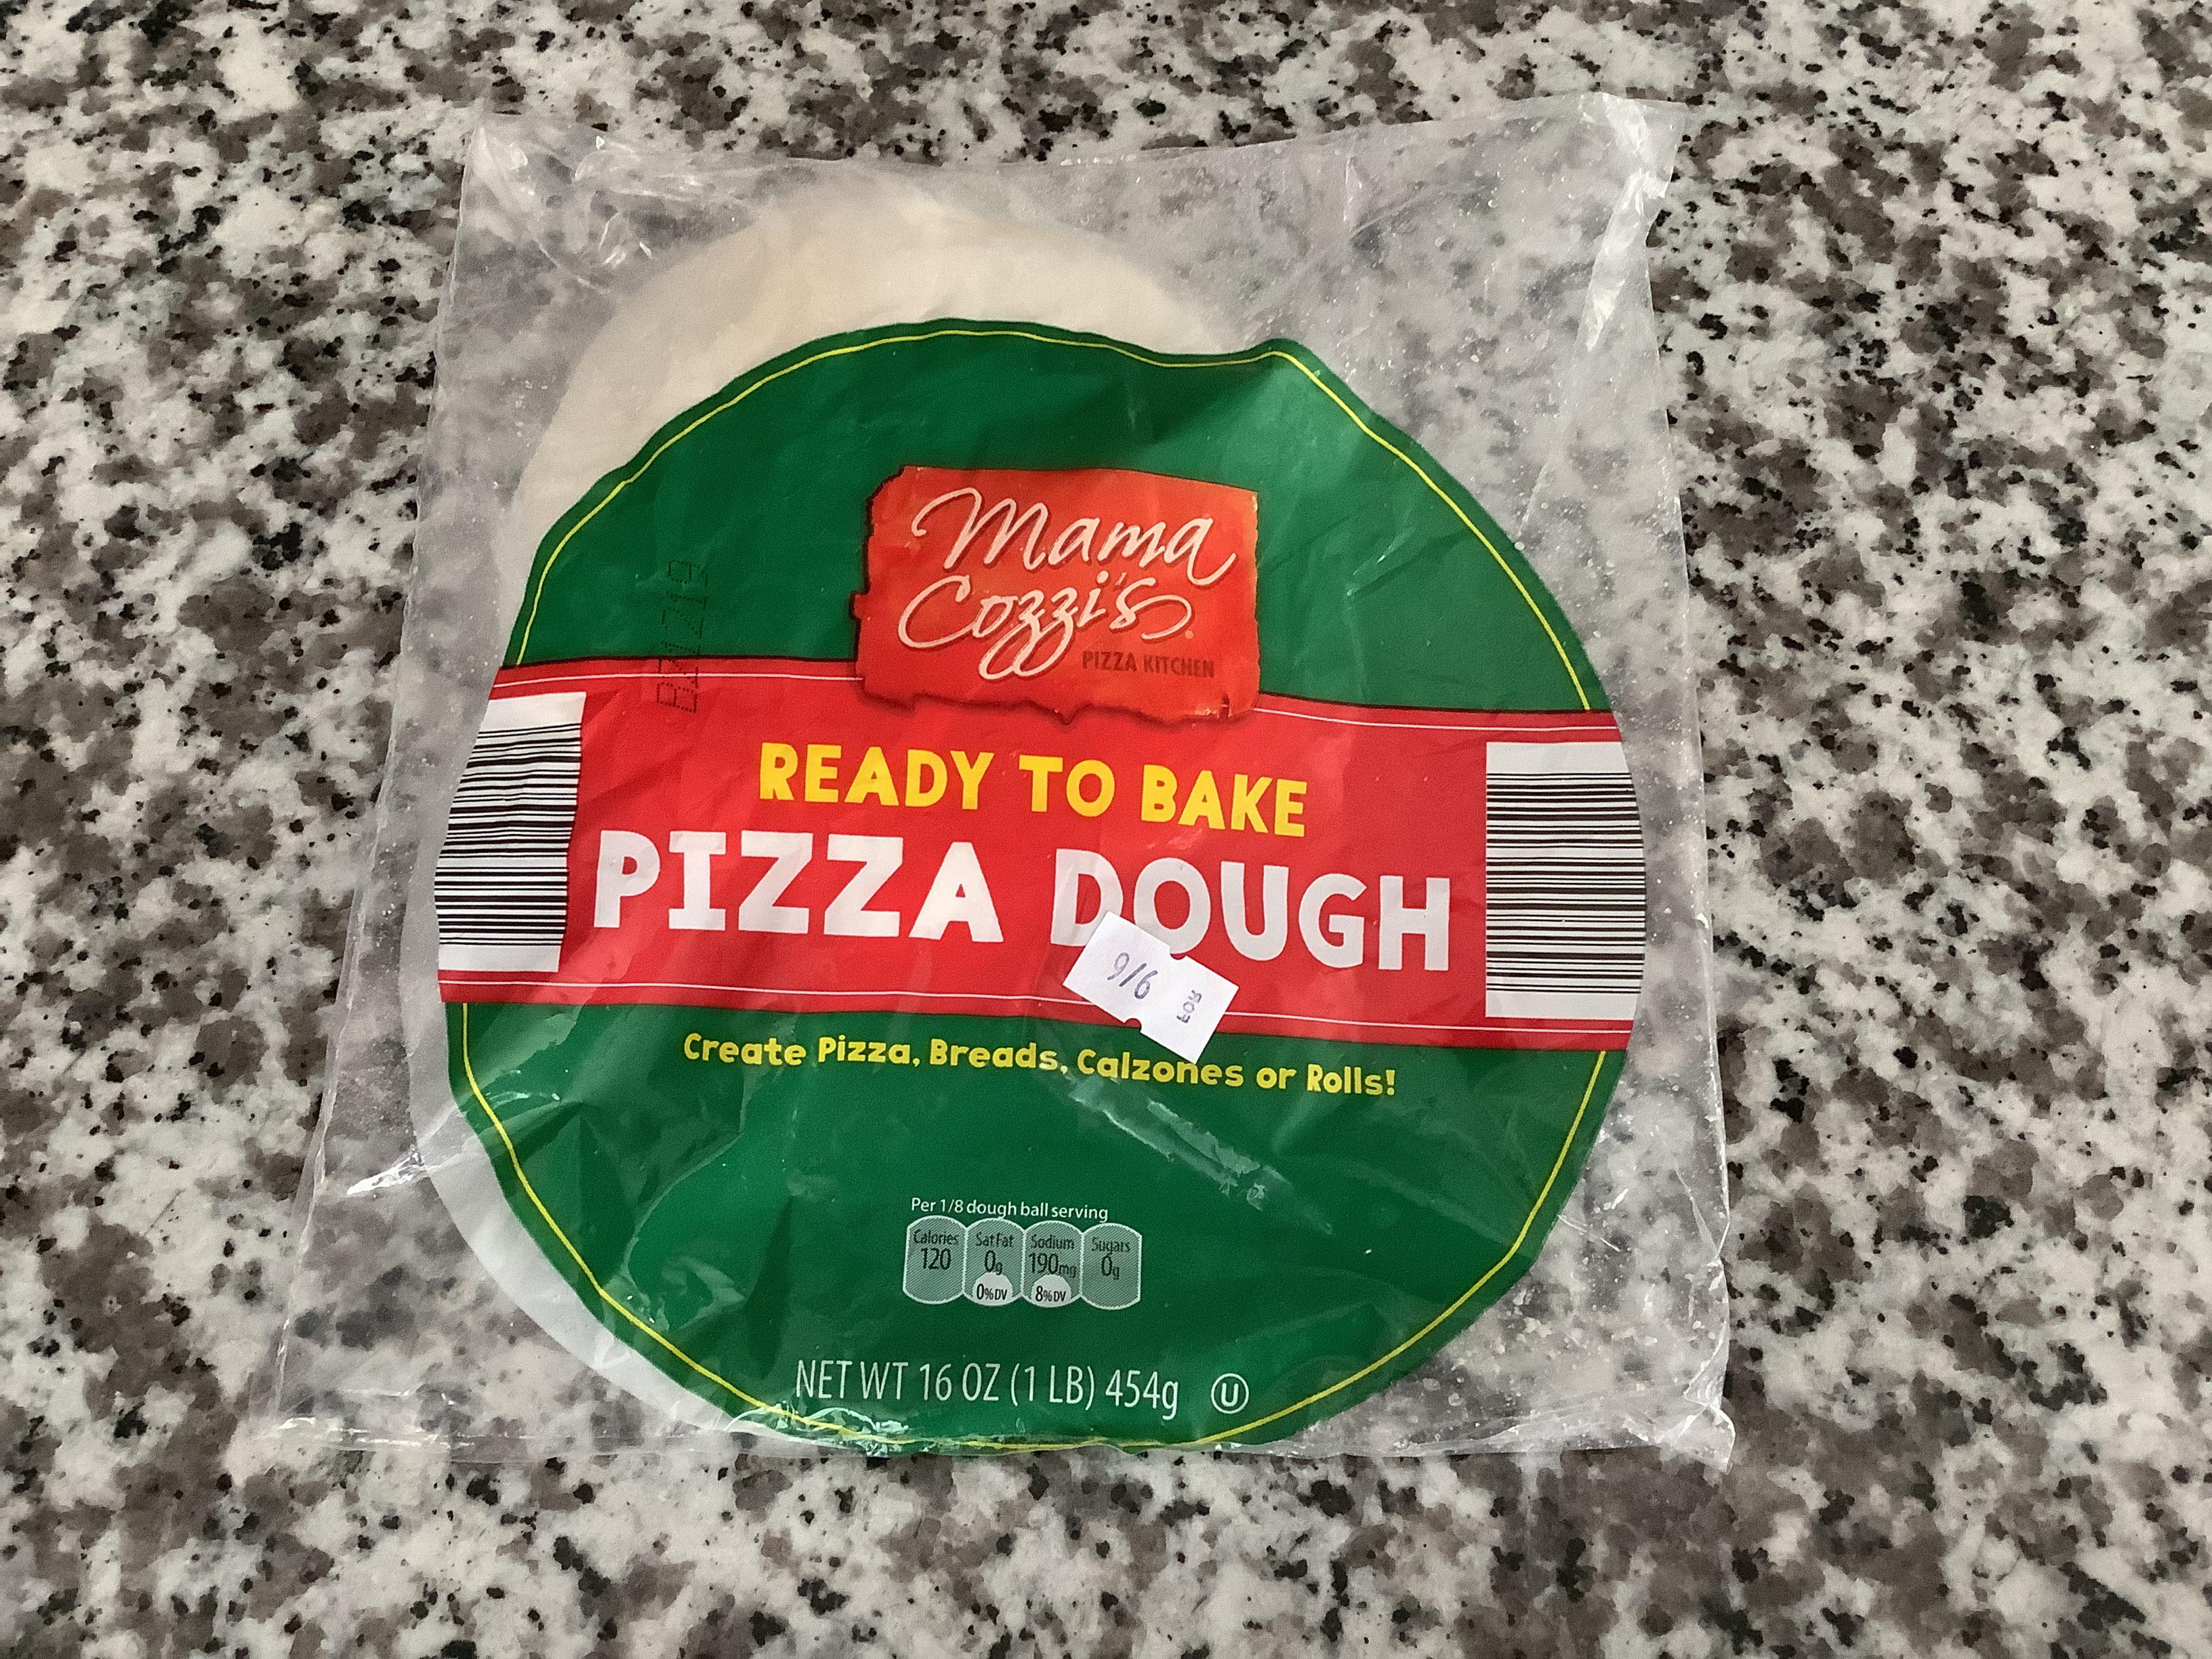 Mama
Cozzi's
PIZZA KITCHEN
READY TO BAKE
PIZZA DOUGH
9/6
FOR
Create Pizza, Breads, Calzones or Rolls!
Per 1/8 dough ball serving
Calories Sat Fat Sodium Sugars
120 0g 190mg 0g
0%DV 8%DV
NET WT 16 OZ (1 LB) 454g U